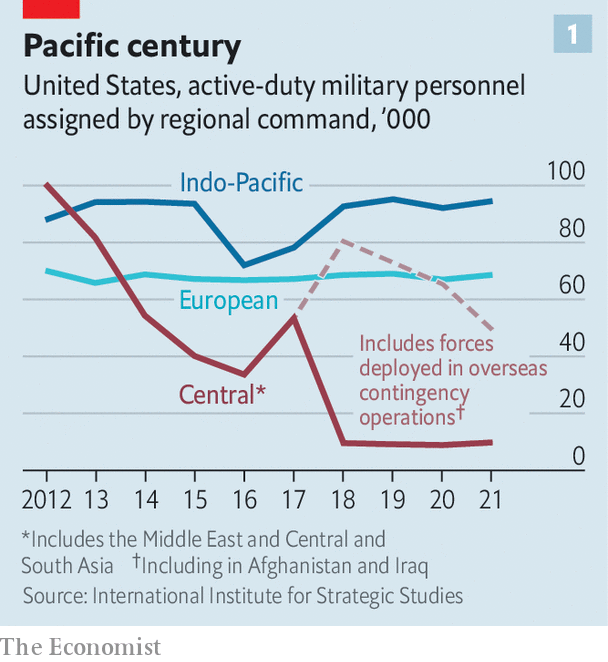 1
Pacific century
United States, active-duty military personnel
assigned by regional command, ’000
100
Indo-Pacific
80
60
European
Includes forces
deployed in overseas
contingency
operations†
40
Central*
20
0
2012 13 14 15 16 17 18 19 20 21
*Includes the Middle East and Central and
South Asia †Including in Afghanistan and Iraq
Source: International Institute for Strategic Studies
The Economist